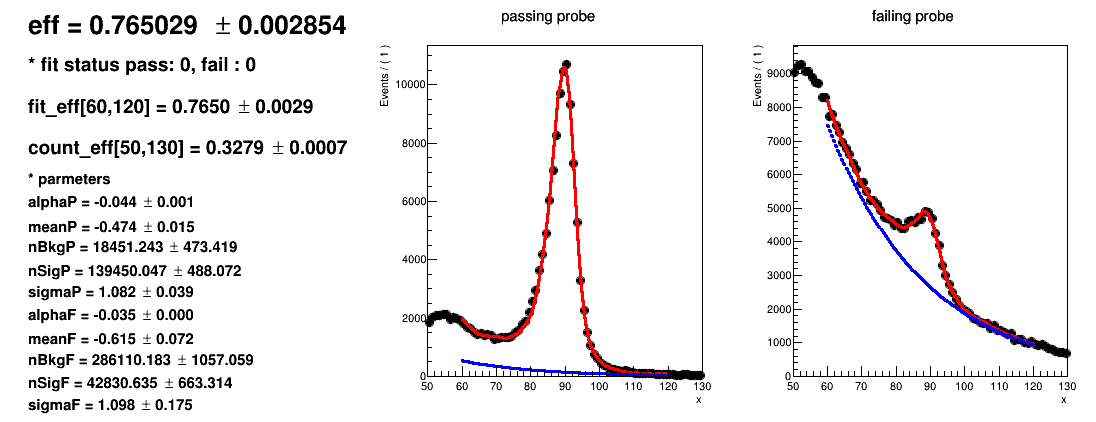 eff = 0.765029 ± 0.002854
* fit status pass: 0, fail : 0
fit_eff[60,120] = 0.7650 ± 0.0029
count_eff[50,130] = 0.3279 ± 0.0007
* parmeters
alphaP = -0.044 ± 0.001
meanP = -0.474 ± 0.015
nBkgP = 18451.243 ± 473.419
nSigP = 139450.047 ± 488.072
sigmaP = 1.082 ± 0.039
alphaF = -0.035 ± 0.000
meanF = -0.615 ± 0.072
nBkgF = 286110.183 ± 1057.059
nSigF = 42830.635 ± 663.314
sigmaF = 1.098 ± 0.175
passing probe
Events / ( 1 )
10000
8000
6000
4000
2000
0
50 60 70 80 90 100 110 120 130
x
failing probe
Events / ( 1 )
9000
8000
7000
6000
5000
4000
3000
2000
1000
0
50 60 70 80 90 100 110 120 130
x